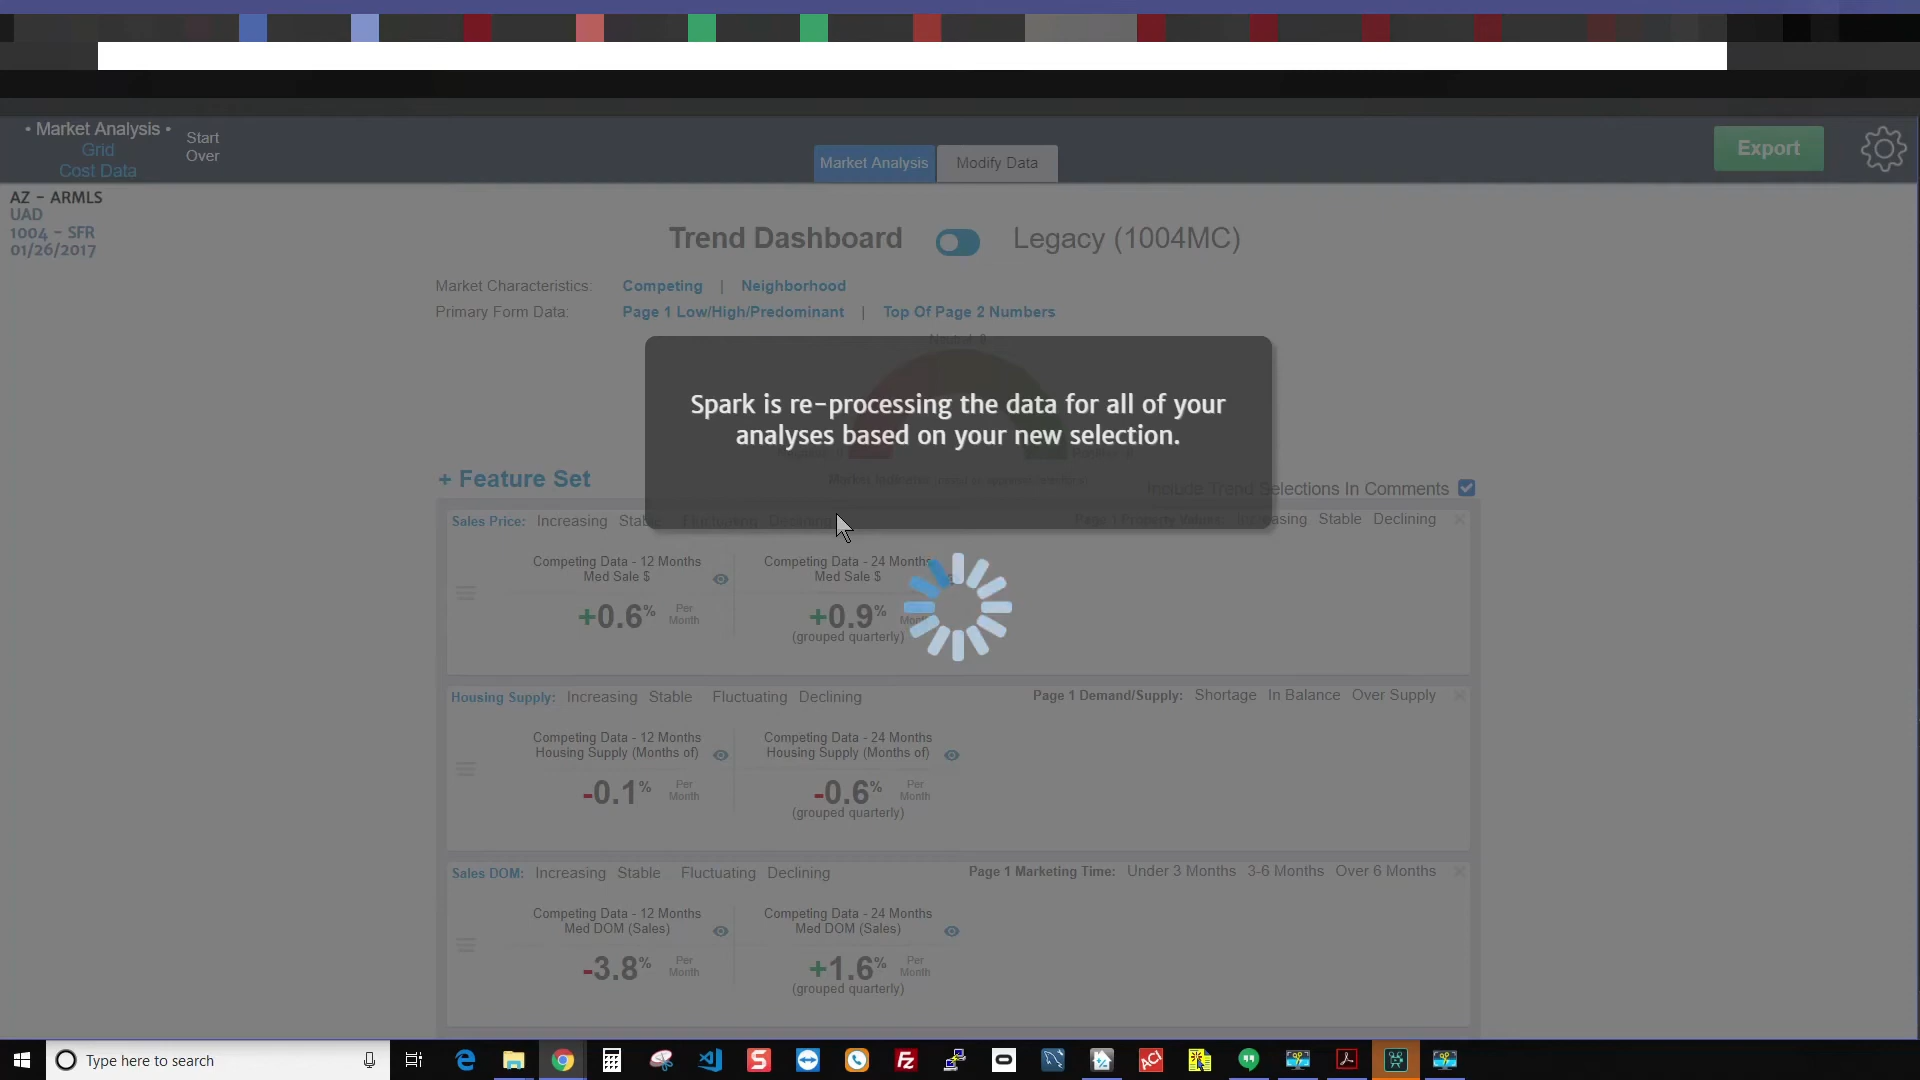 • Market Analysis •
Grid
Cost Data
Start
Over
Market Analysis
Modify Data
Export
AZ - ARMLS
UAD
1004 - SFR
01/26/2017
Trend Dashboard
Legacy (1004MC)
Market Characteristics: Competing | Neighborhood
Primary Form Data: Page 1 Low/High/Predominant | Top Of Page 2 Numbers
Spark is re-processing the data for all of your
analyses based on your new selection.
+ Feature Set
Include Trend Selections In Comments
Sales Price: Increasing Stable Fluctuating Declining
Page 1 Property Values: Increasing Stable Declining
Competing Data - 12 Months
Med Sale $
+0.6% Per Month
Competing Data - 24 Months
Med Sale $
+0.9%
Month
(grouped quarterly)
Housing Supply: Increasing Stable Fluctuating Declining
Page 1 Demand/Supply: Shortage In Balance Over Supply
Competing Data - 12 Months
Housing Supply (Months of)
-0.1% Per Month
Competing Data - 24 Months
Housing Supply (Months of)
-0.6% Per Month
(grouped quarterly)
Sales DOM: Increasing Stable Fluctuating Declining
Page 1 Marketing Time: Under 3 Months 3-6 Months Over 6 Months
Competing Data - 12 Months
Med DOM (Sales)
-3.8% Per Month
Competing Data - 24 Months
Med DOM (Sales)
+1.6% Per Month
(grouped quarterly)
Type here to search